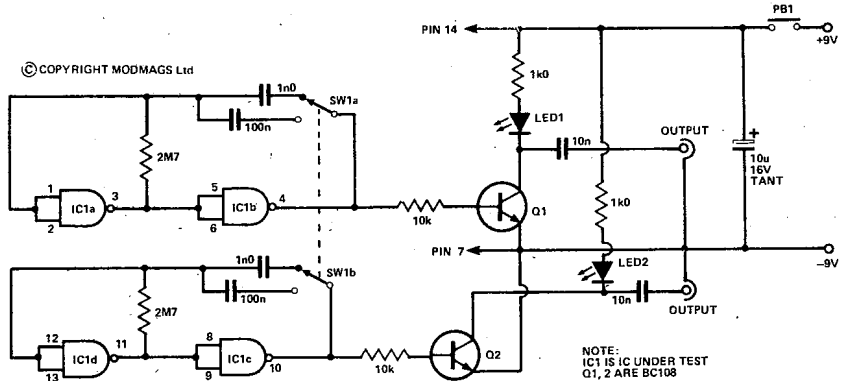 PB1
PIN 14
+9V
© COPYRIGHT MODMAGS Ltd
1k0
1n0
SW1a
LED1
100n
10n
OUTPUT
2M7
10u
16V
TANT
1
5
3
4
IC1a
IC1b
1k0
2
6
10k
Q1
PIN 7
-9V
1n0
SW1b
LED2
100n
10n
OUTPUT
2M7
12
11
8
IC1d
IC1c
10
13
9
10k
Q2
NOTE:
IC1 IS IC UNDER TEST
Q1, 2 ARE BC108